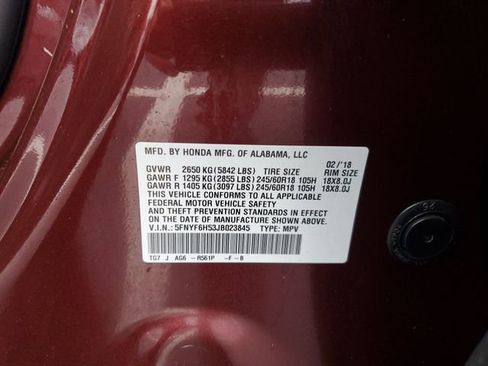 MFD. BY HONDA MFG. OF ALABAMA, LLC 02/'18
GVWR 2650 KG(5842 LBS) TIRE SIZE RIM SIZE
GAWR F 1295 KG(2855 LBS)245/60R18 105H 18X8.0J
GAWR R 1405 KG(3097 LBS)245/60R18 105H 18X8.0J
THIS VEHICLE CONFORMS TO ALL APPLICABLE
FEDERAL MOTOR VEHICLE SAFETY
AND THEFT PREVENTION STANDARDS IN EFFECT
ON THE DATE OF MANUFACTURE SHOWN ABOVE.
V.I.N.: 5FNYF6H53JB023845 TYPE: MPV
TG7 J AG6 -R561P -F-B